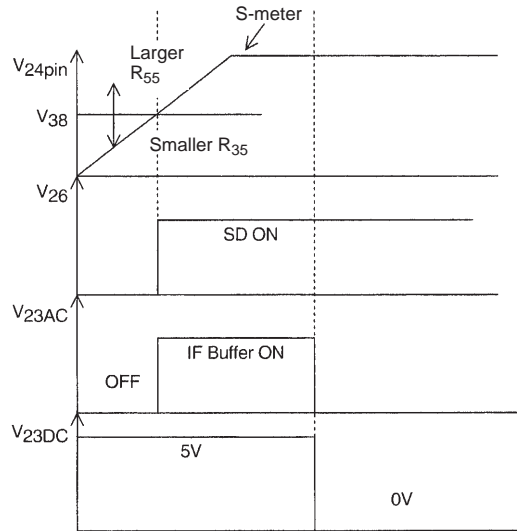 S-meter
Larger
R55
V24pin
V38
Smaller R35
V26
SD ON
V23AC
IF Buffer ON
OFF
V23DC
5V
0V